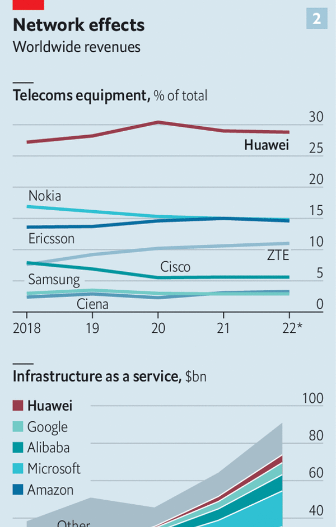 Network effects
2
Worldwide revenues
Telecoms equipment, % of total
30
Huawei
25
20
Nokia
15
Ericsson
10
ZTE
Cisco
5
Samsung
Ciena
0
2018 19 20 21 22*
Infrastructure as a service, $bn
100
Huawei
Google
80
Alibaba
60
Microsoft
Amazon
40
Other